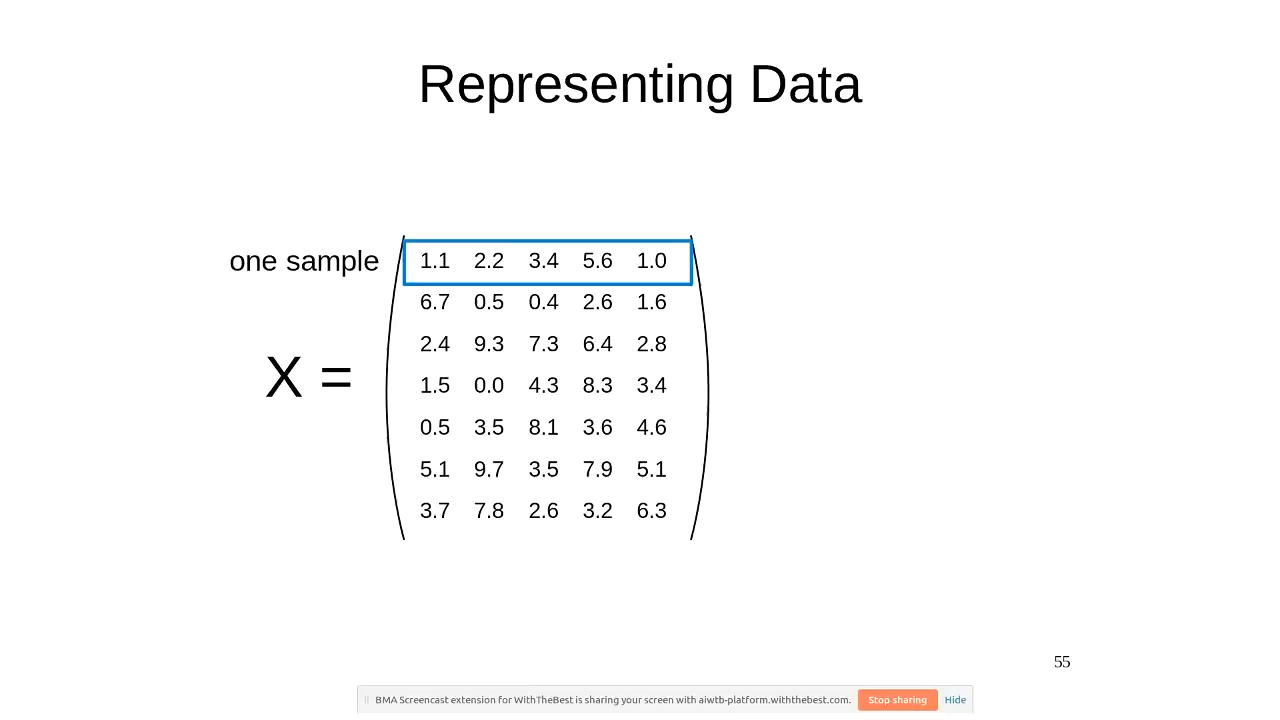 Representing Data
one sample
1.1 2.2 3.4 5.6 1.0
6.7 0.5 0.4 2.6 1.6
2.4 9.3 7.3 6.4 2.8
X =
1.5 0.0 4.3 8.3 3.4
0.5 3.5 8.1 3.6 4.6
5.1 9.7 3.5 7.9 5.1
3.7 7.8 2.6 3.2 6.3
55
BMA Screencast extension for WithTheBest is sharing your screen with aiwtb-platform.withthebest.com. Stop sharing Hide